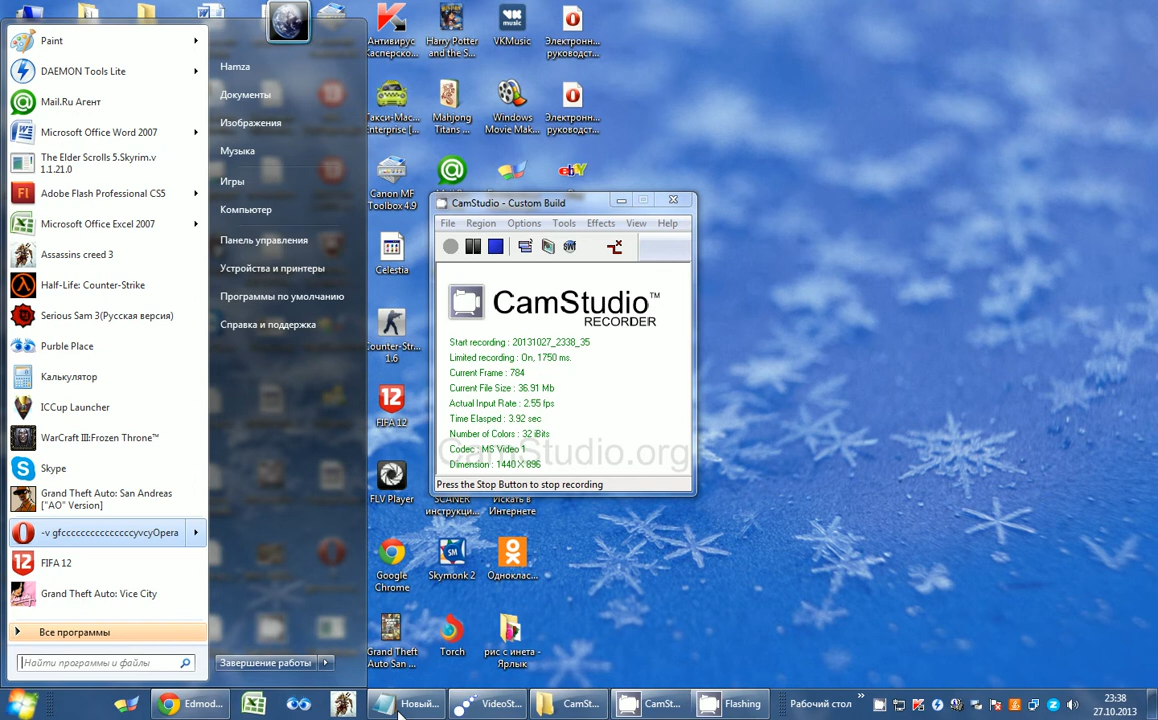 Paint
DAEMON Tools Lite
Mail.Ru Агент
Microsoft Office Word 2007
The Elder Scrolls 5.Skyrim.v
1.1.21.0
Adobe Flash Professional CS5
Microsoft Office Excel 2007
Assassins creed 3
Half-Life: Counter-Strike
Serious Sam 3(Русская версия)
Purble Place
Калькулятор
ICCup Launcher
WarCraft III:Frozen Throne™
Skype
Grand Theft Auto: San Andreas
["AO" Version]
-v gfcccccccccccccccyvcyOpera
FIFA 12
Grand Theft Auto: Vice City
Все программы
Найти программы и файлы
Hamza
Документы
Изображения
Музыка
Игры
Компьютер
Панель управления
Устройства и принтеры
Программы по умолчанию
Справка и поддержка
Завершение работы
Антивирус
Касперско...
Harry Potter
and the S...
VKMusic
Электронн...
руководст...
Такси-Мас...
Enterprise [...
Mahjong
Titans ...
Windows
Movie Mak...
Электронн...
руководст...
Canon MF
Toolbox 4.9
ebY
Celestia
Counter-Str...
1.6
FIFA 12
FLV Player
SCANER
инструкци...
Искать в
Интернете
Google
Chrome
Skymonk 2
Одноклас...
Grand Theft
Auto San ...
Torch
рис с инета -
Ярлык
CamStudio - Custom Build
File Region Options Tools Effects View Help
SWF
CamStudio™
RECORDER
Start recording : 20131027_2338_35
Limited recording : On, 1750 ms.
Current Frame : 784
Current File Size : 36.91 Mb
Actual Input Rate : 2.55 fps
Time Elasped : 3.92 sec
Number of Colors : 32 Bits
Codec : MS Video 1
Dimension : 1440 X 896
CamStudio.org
Press the Stop Button to stop recording
Edmod...
Новый...
VideoSt...
CamSt...
CamSt...
Flashing
Рабочий стол
23:38
27.10.2013